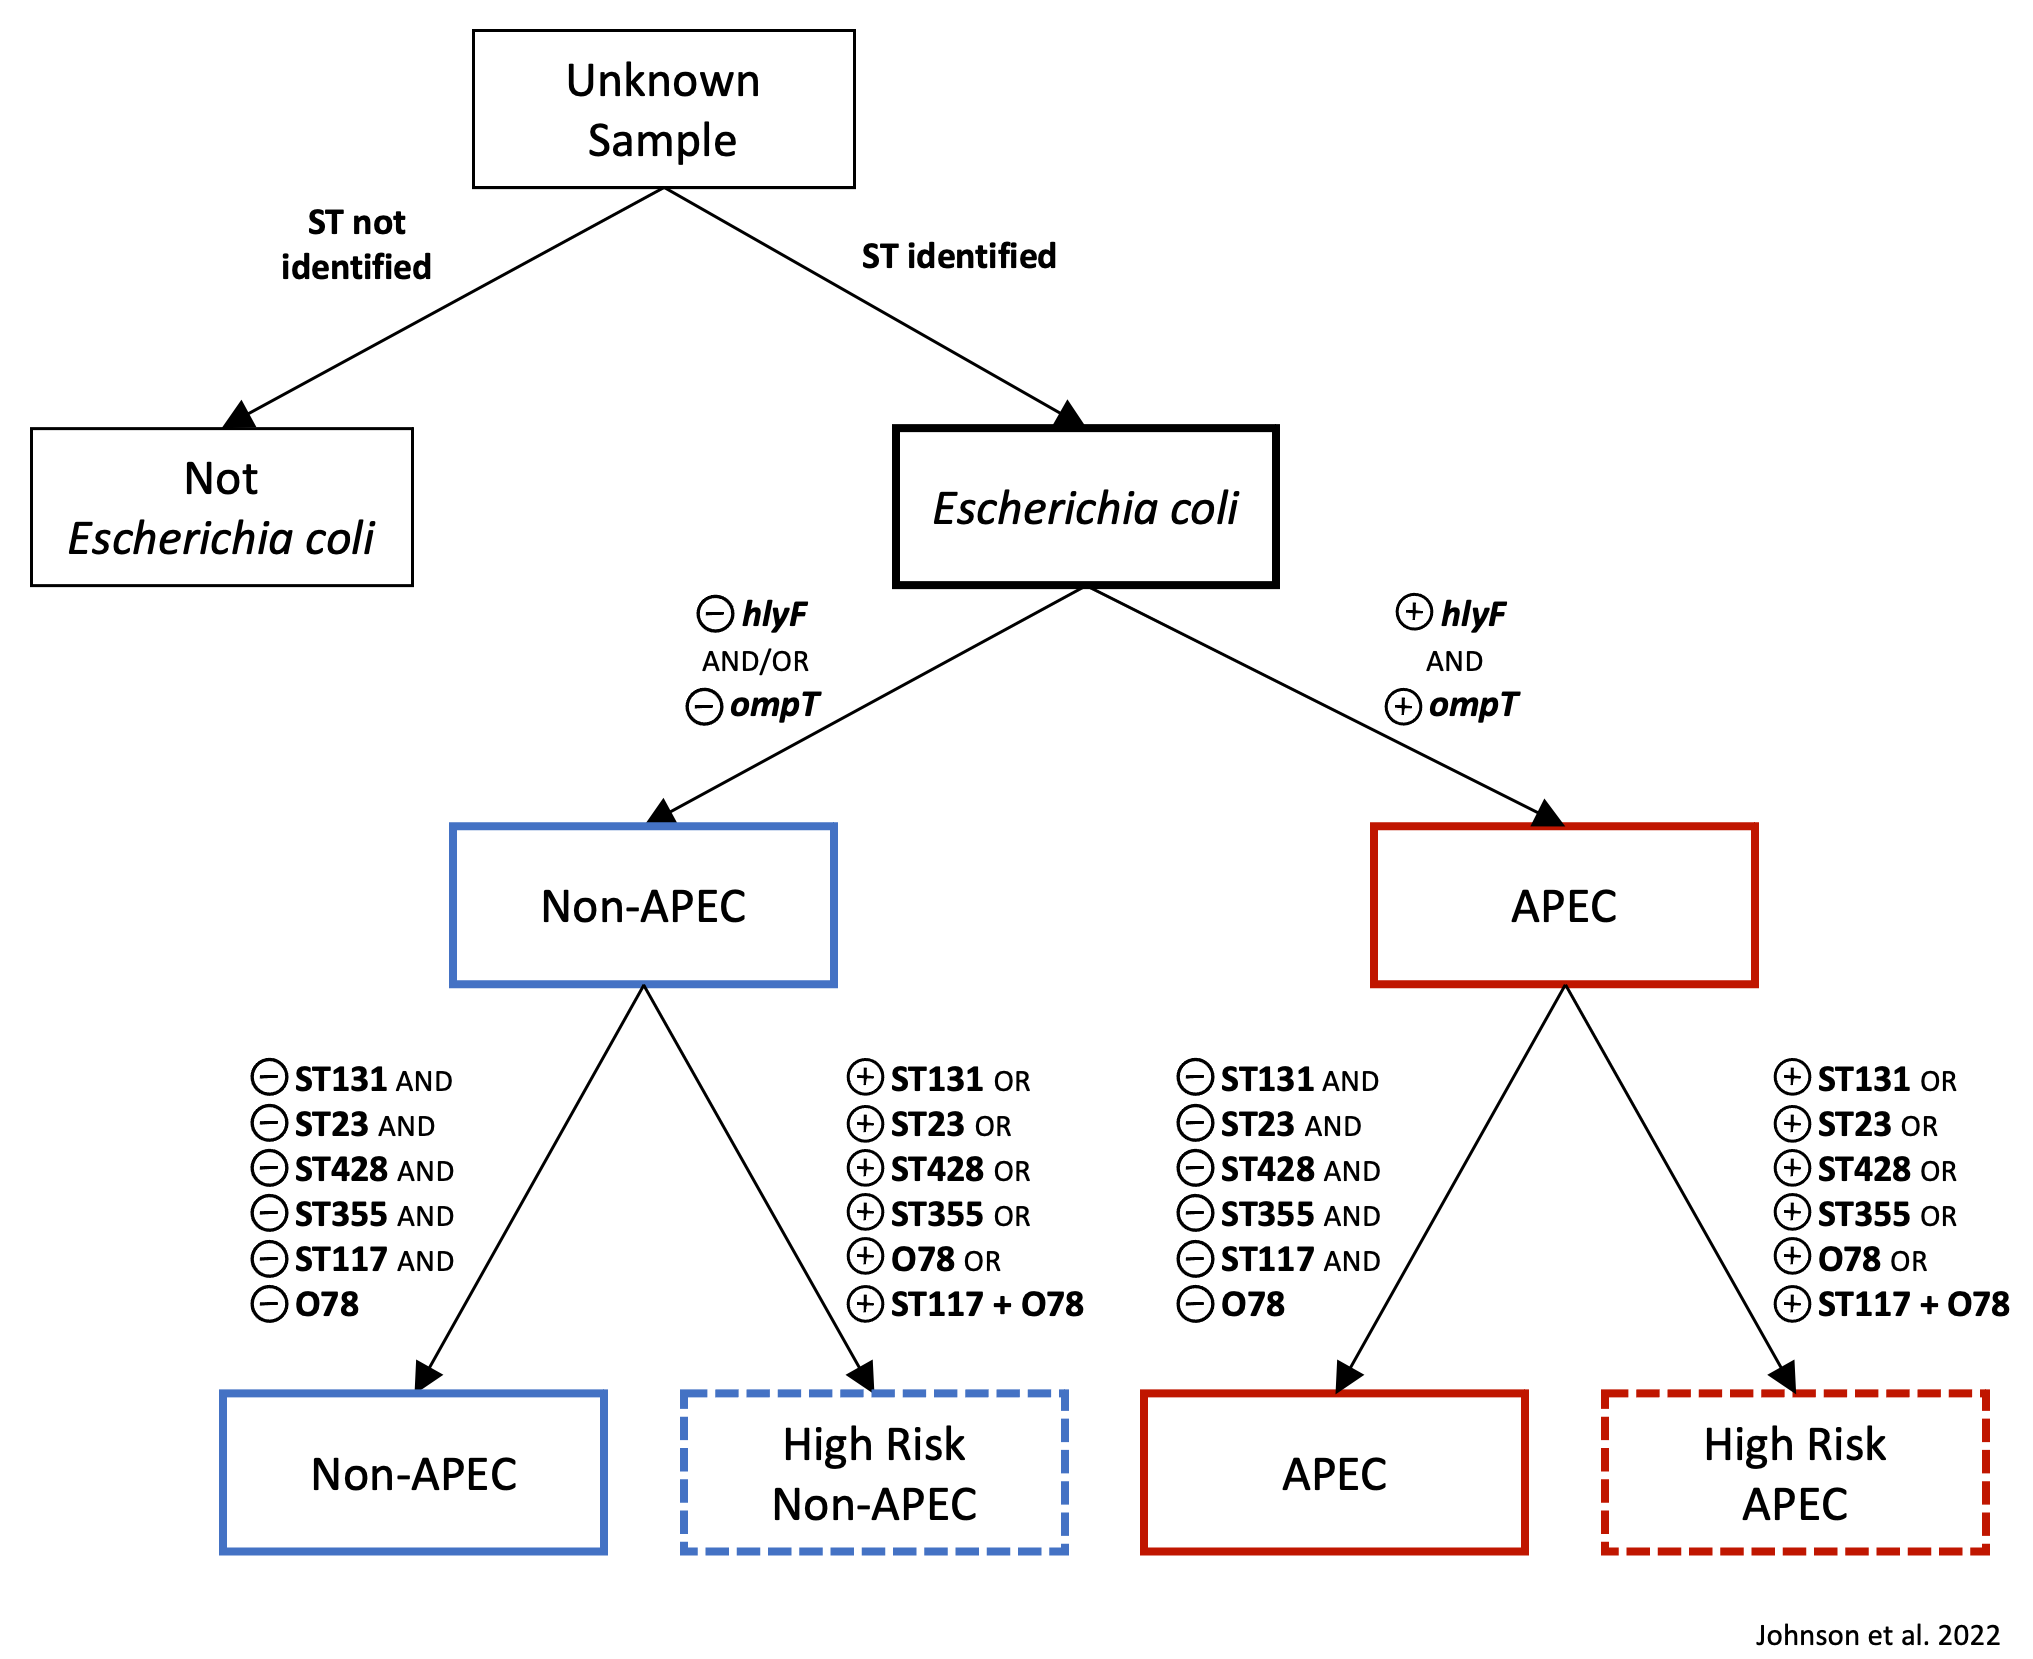 Unknown
Sample
ST not
identified
ST identified
Not
Escherichia coli
Escherichia coli
⊖ hlyF
AND/OR
⊖ ompT
⊕ hlyF
AND
⊕ ompT
Non-APEC
APEC
⊖ ST131 AND
⊖ ST23 AND
⊖ ST428 AND
⊖ ST355 AND
⊖ ST117 AND
⊖ O78
⊕ ST131 OR
⊕ ST23 OR
⊕ ST428 OR
⊕ ST355 OR
⊕ O78 OR
⊕ ST117 + O78
⊖ ST131 AND
⊖ ST23 AND
⊖ ST428 AND
⊖ ST355 AND
⊖ ST117 AND
⊖ O78
⊕ ST131 OR
⊕ ST23 OR
⊕ ST428 OR
⊕ ST355 OR
⊕ O78 OR
⊕ ST117 + O78
Non-APEC
High Risk
Non-APEC
APEC
High Risk
APEC
Johnson et al. 2022